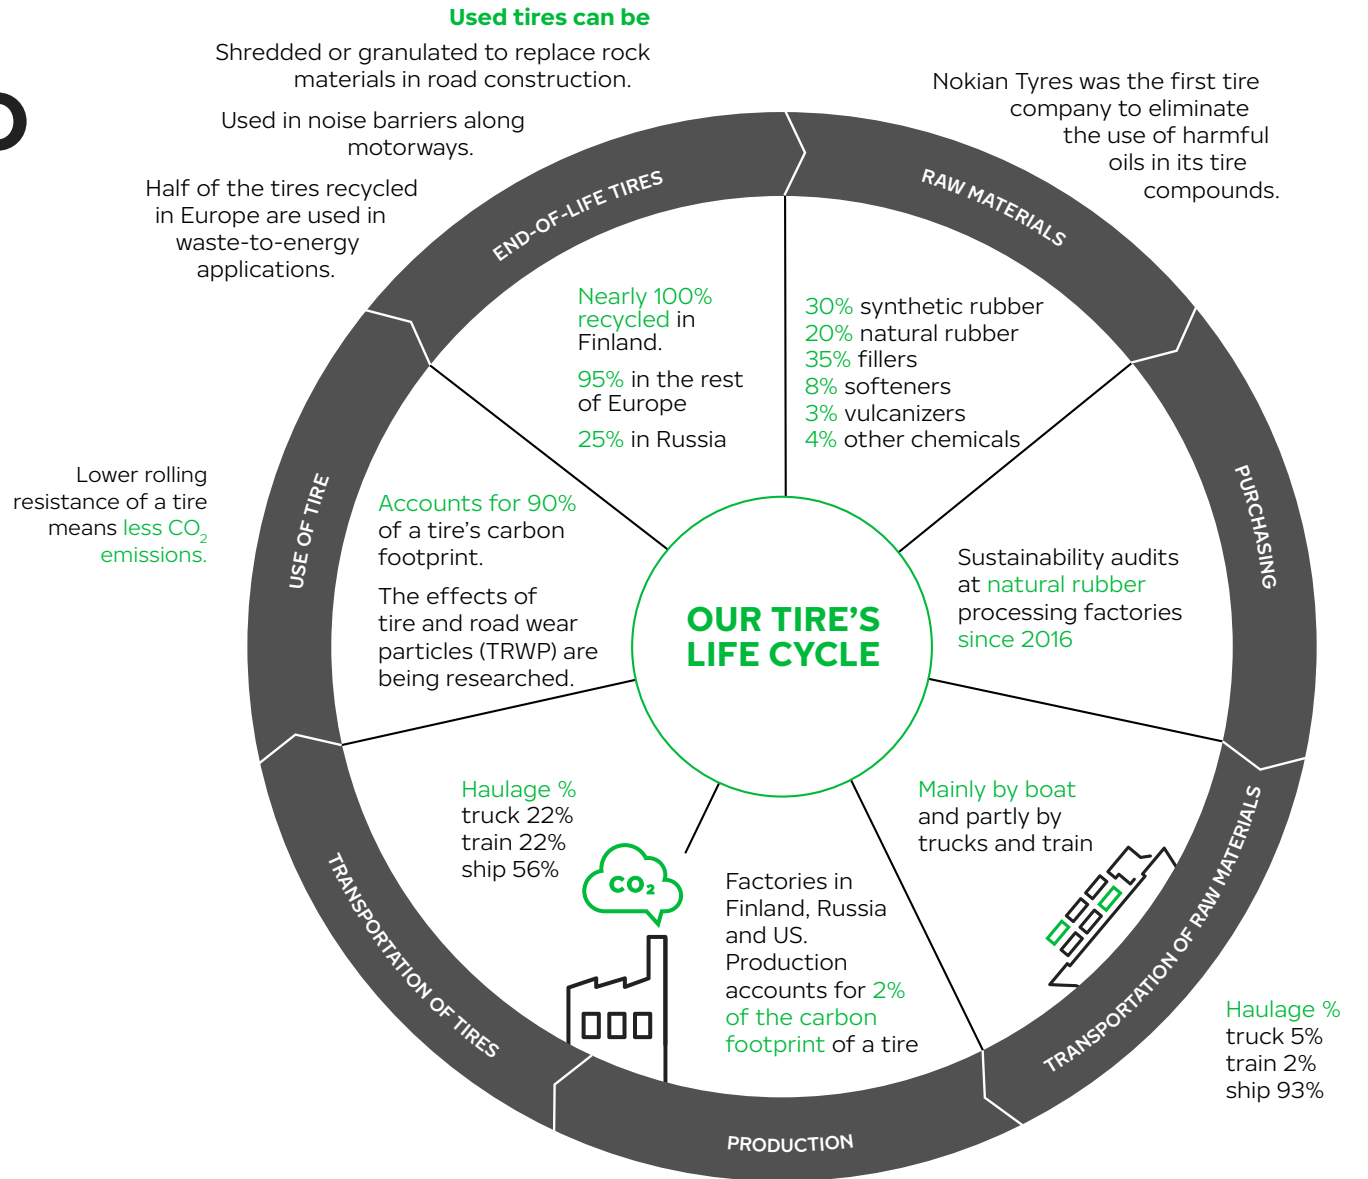 Used tires can be
Shredded or granulated to replace rock
materials in road construction.
Used in noise barriers along
motorways.
Half of the tires recycled
in Europe are used in
waste-to-energy
applications.
Nokian Tyres was the first tire
company to eliminate
the use of harmful
oils in its tire
compounds.
END-OF-LIFE TIRES
RAW MATERIALS
Nearly 100%
recycled in
Finland.
95% in the rest
of Europe
25% in Russia
30% synthetic rubber
20% natural rubber
35% fillers
8% softeners
3% vulcanizers
4% other chemicals
Lower rolling
resistance of a tire
means less CO₂
emissions.
USE OF TIRE
Accounts for 90%
of a tire’s carbon
footprint.
The effects of
tire and road wear
particles (TRWP) are
being researched.
OUR TIRE’S
LIFE CYCLE
PURCHASING
Sustainability audits
at natural rubber
processing factories
since 2016
Haulage %
truck 22%
train 22%
ship 56%
TRANSPORTATION OF TIRES
CO₂
Factories in
Finland, Russia
and US.
Production
accounts for 2%
of the carbon
footprint of a tire
PRODUCTION
Mainly by boat
and partly by
trucks and train
TRANSPORTATION OF RAW MATERIALS
Haulage %
truck 5%
train 2%
ship 93%